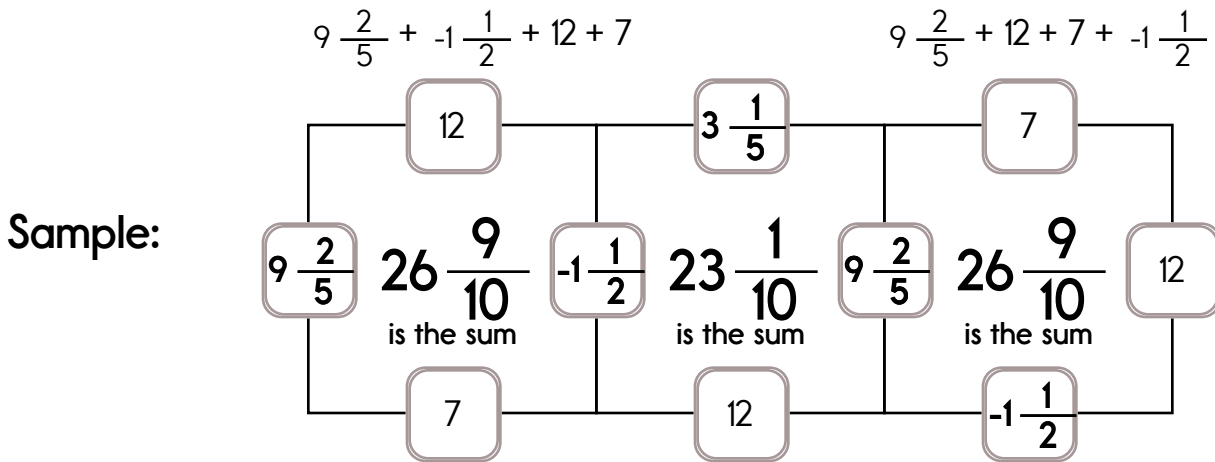 9 2/5 + -1 1/2 + 12 + 7
9 2/5 + 12 + 7 + -1 1/2
12
3 1/5
7
Sample:
9 2/5
26 9/10
is the sum
-1 1/2
23 1/10
is the sum
9 2/5
26 9/10
is the sum
12
7
12
-1 1/2